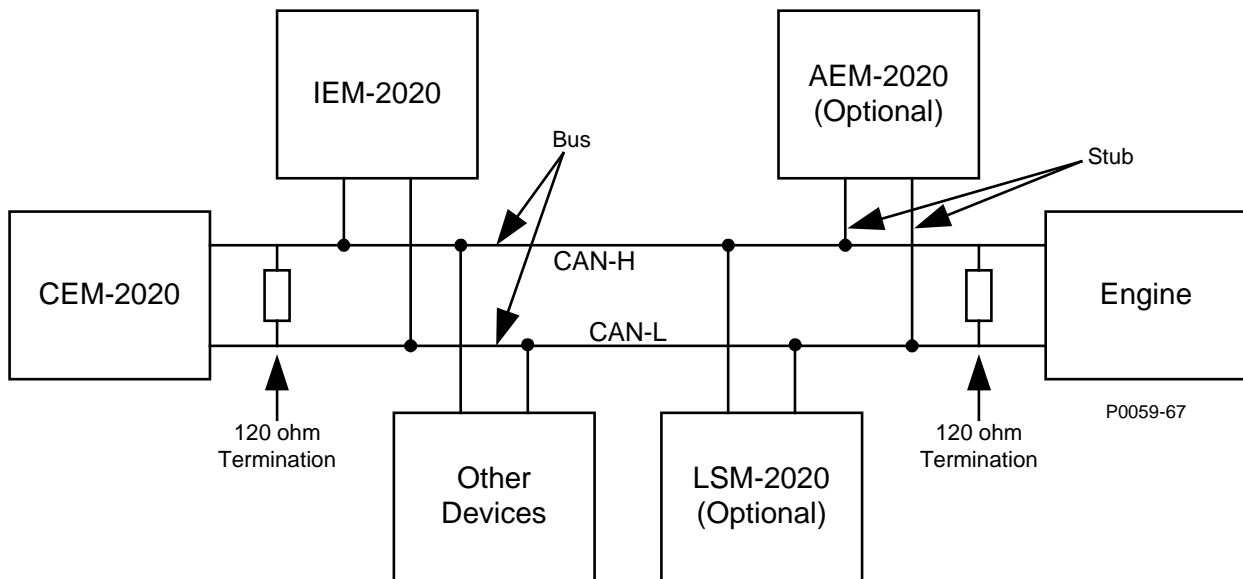 IEM-2020
AEM-2020
(Optional)
Bus
Stub
CAN-H
CEM-2020
Engine
CAN-L
P0059-67
120 ohm
Termination
120 ohm
Termination
Other
Devices
LSM-2020
(Optional)